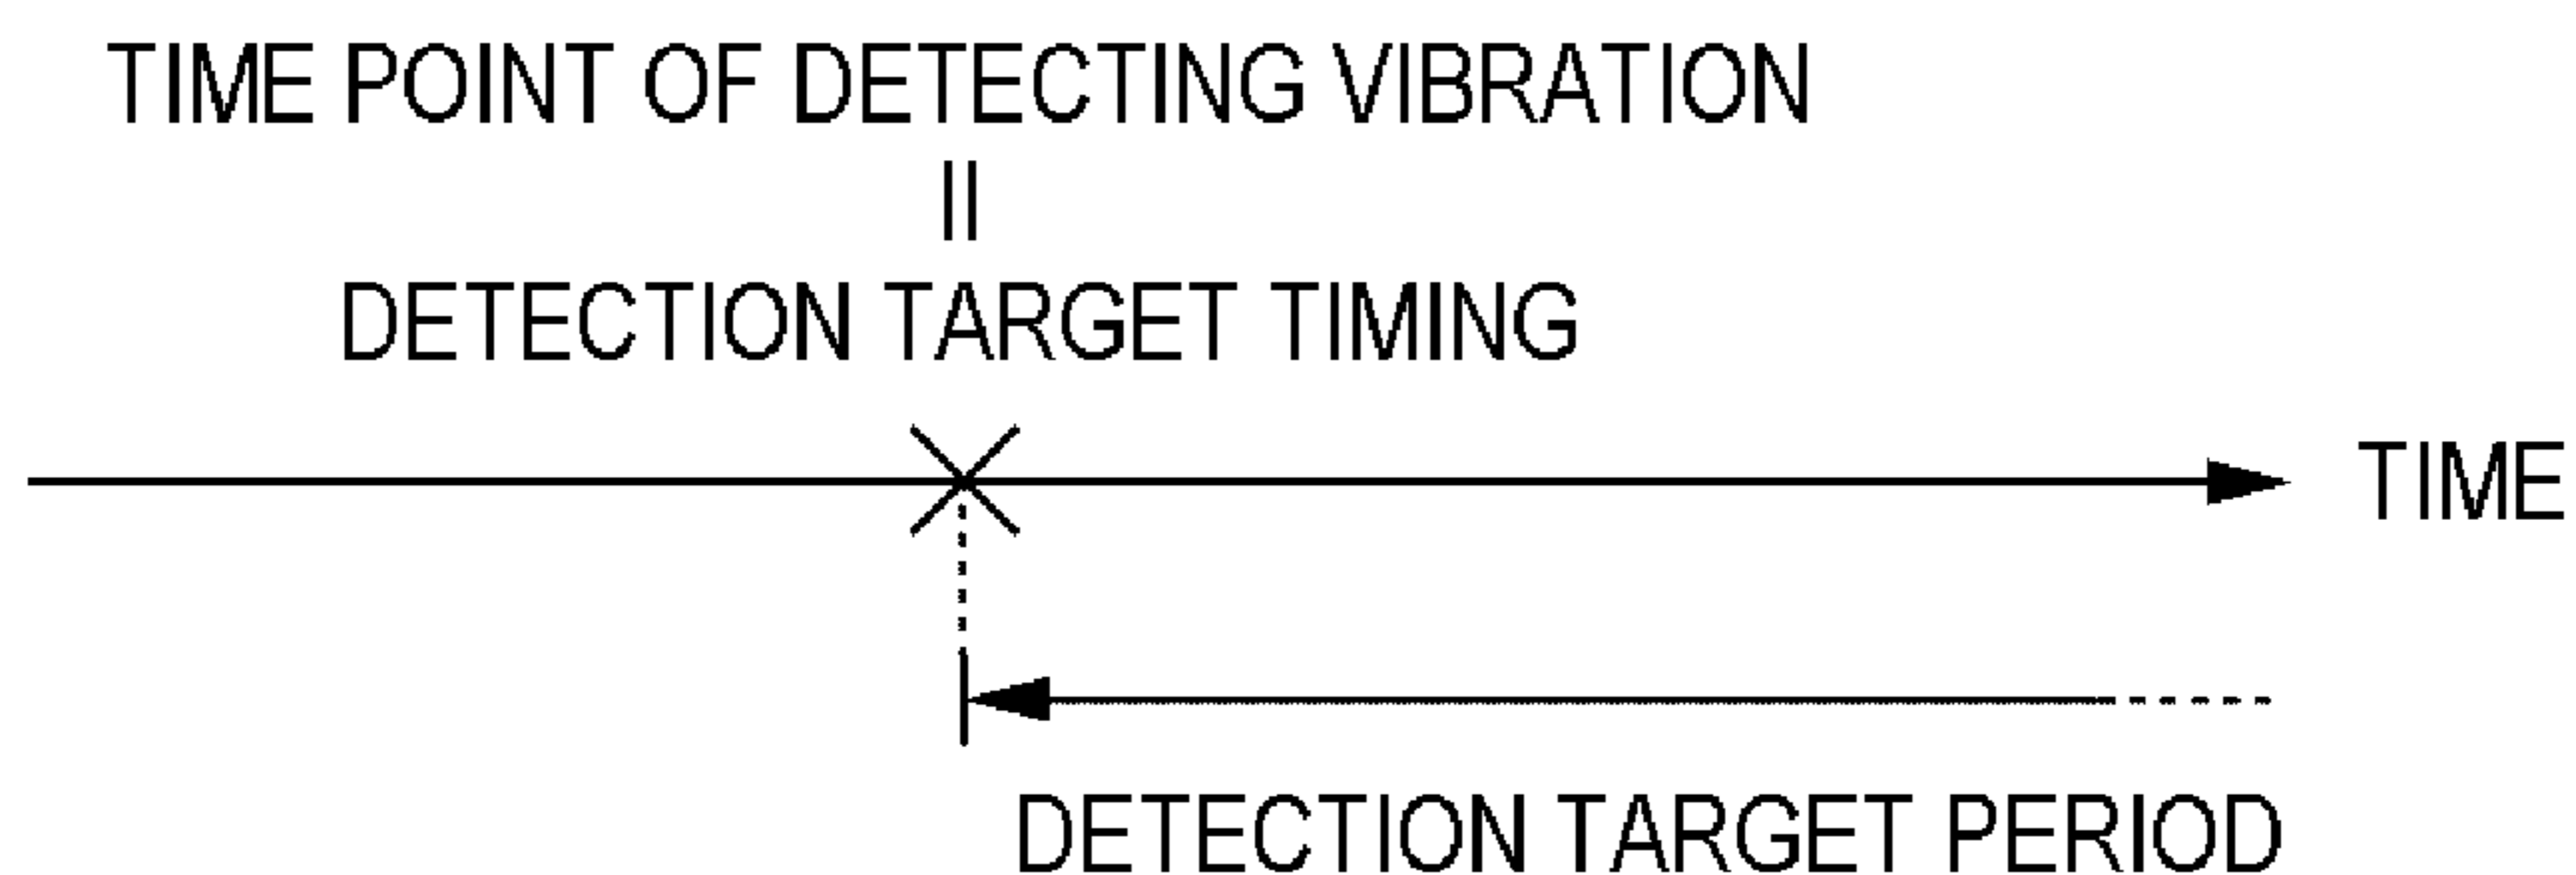 TIME POINT OF DETECTING VIBRATION
||
DETECTION TARGET TIMING
TIME
DETECTION TARGET PERIOD